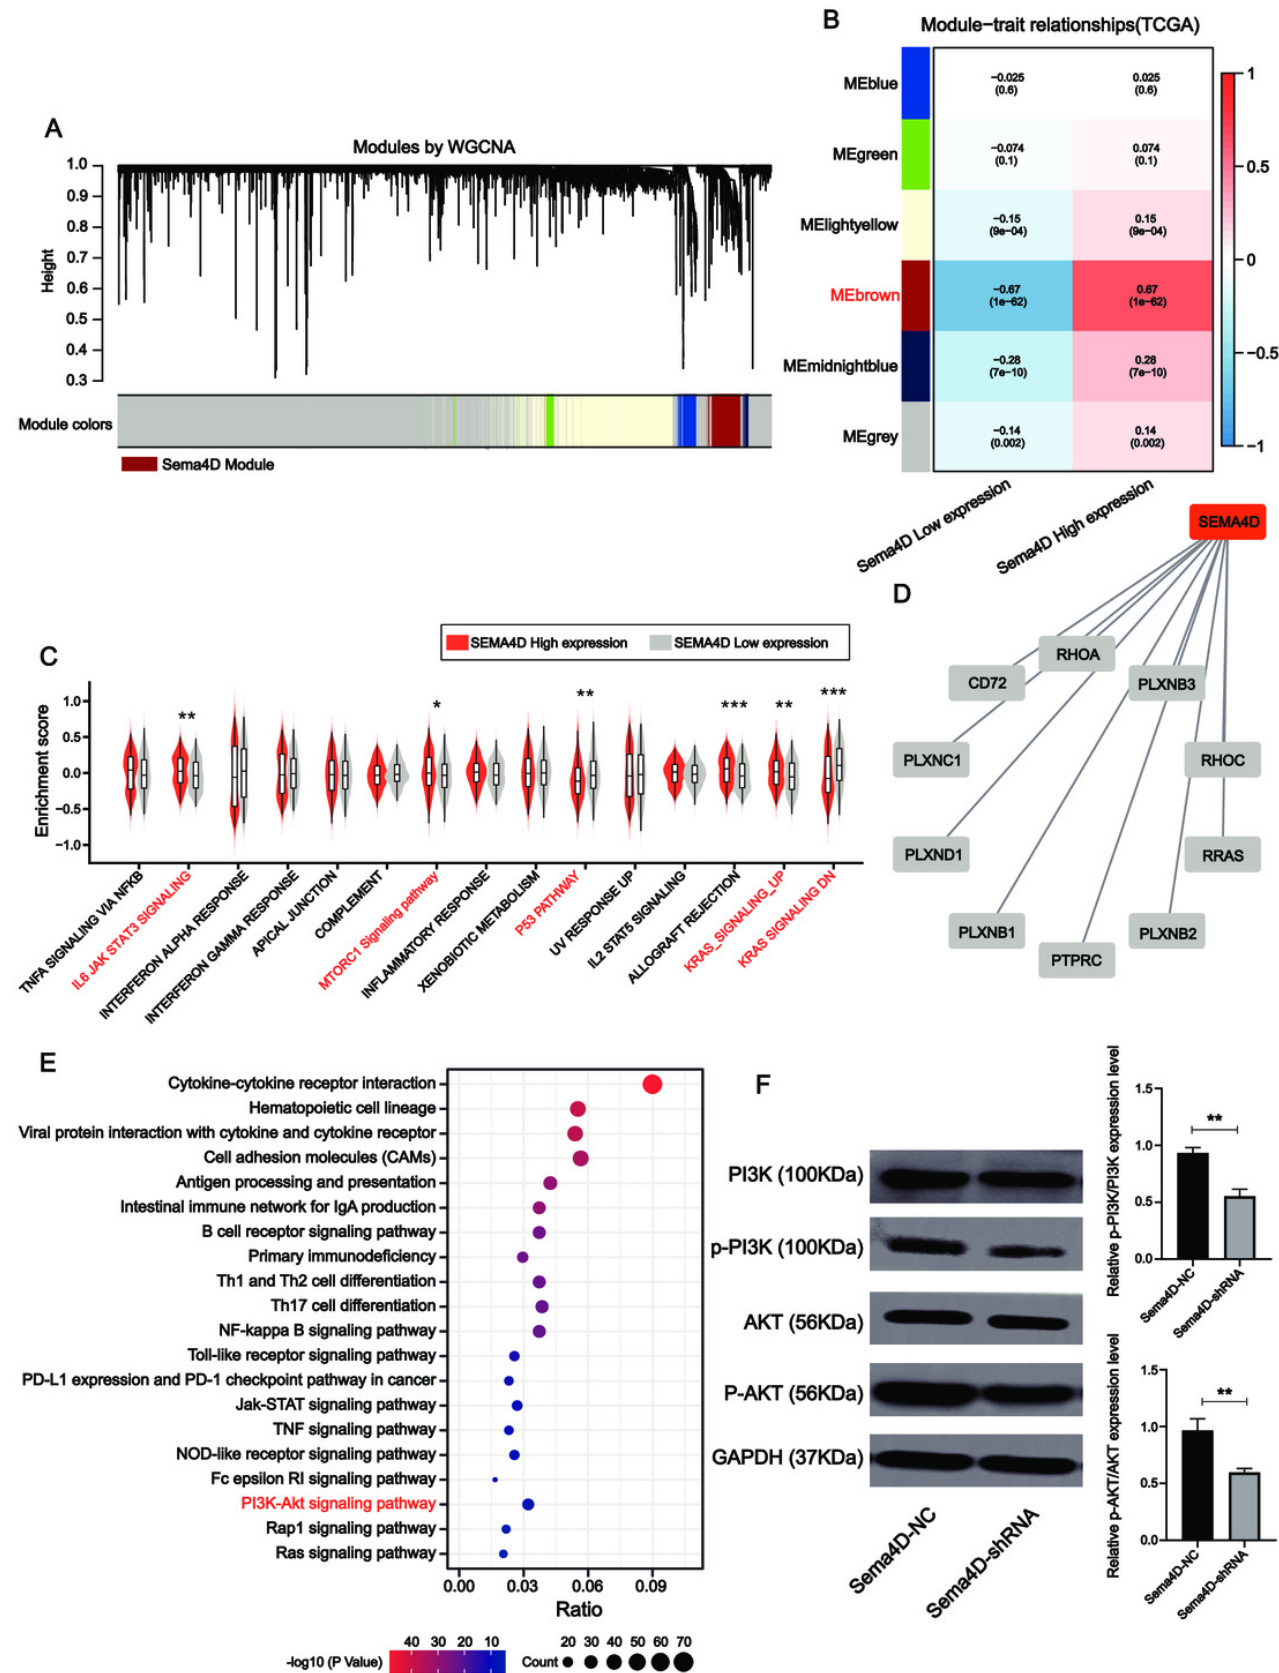 A
Modules by WGCNA
1.0
0.9
0.8
0.7
0.6
0.5
0.4
0.3
Height
Module colors
Sema4D Module
B
Module-trait relationships(TCGA)
MEblue
-0.025
(0.6)
0.025
(0.6)
MEgreen
-0.074
(0.1)
0.074
(0.1)
MElightyellow
-0.15
(9e-04)
0.15
(9e-04)
MEbrown
-0.67
(1e-62)
0.67
(1e-62)
MEmidnightblue
-0.28
(7e-10)
0.28
(7e-10)
MEgrey
-0.14
(0.002)
0.14
(0.002)
1
0.5
0
-0.5
-1
Sema4D Low expression
Sema4D High expression
C
SEMA4D High expression
SEMA4D Low expression
Enrichment score
1.0
0.5
0.0
-0.5
-1.0
**
*
**
***
**
***
TNFA SIGNALING VIA NFKB
IL6 JAK STAT3 SIGNALING
INTERFERON ALPHA RESPONSE
INTERFERON GAMMA RESPONSE
APICAL JUNCTION
COMPLEMENT
MTORC1 Signaling pathway
INFLAMMATORY RESPONSE
XENOBIOTIC METABOLISM
P53 PATHWAY
UV RESPONSE UP
IL2 STAT5 SIGNALING
ALLOGRAFT REJECTION
KRAS_SIGNALING_UP
KRAS SIGNALING DN
D
SEMA4D
RHOA
CD72
PLXNB3
PLXNC1
RHOC
PLXND1
RRAS
PLXNB1
PLXNB2
PTPRC
E
Cytokine-cytokine receptor interaction
Hematopoietic cell lineage
Viral protein interaction with cytokine and cytokine receptor
Cell adhesion molecules (CAMs)
Antigen processing and presentation
Intestinal immune network for IgA production
B cell receptor signaling pathway
Primary immunodeficiency
Th1 and Th2 cell differentiation
Th17 cell differentiation
NF-kappa B signaling pathway
Toll-like receptor signaling pathway
PD-L1 expression and PD-1 checkpoint pathway in cancer
Jak-STAT signaling pathway
TNF signaling pathway
NOD-like receptor signaling pathway
Fc epsilon RI signaling pathway
PI3K-Akt signaling pathway
Rap1 signaling pathway
Ras signaling pathway
0.00 0.03 0.06 0.09
Ratio
40 30 20 10
-log10 (P Value)
20 30 40 50 60 70
Count
F
PI3K (100KDa)
p-PI3K (100KDa)
AKT (56KDa)
P-AKT (56KDa)
GAPDH (37KDa)
Sema4D-NC
Sema4D-shRNA
Relative p-PI3K/PI3K expression level
1.5
1.0
0.5
0.0
**
Sema4D-NC
Sema4D-shRNA
Relative p-AKT/AKT expression level
1.5
1.0
0.5
0.0
**
Sema4D-NC
Sema4D-shRNA